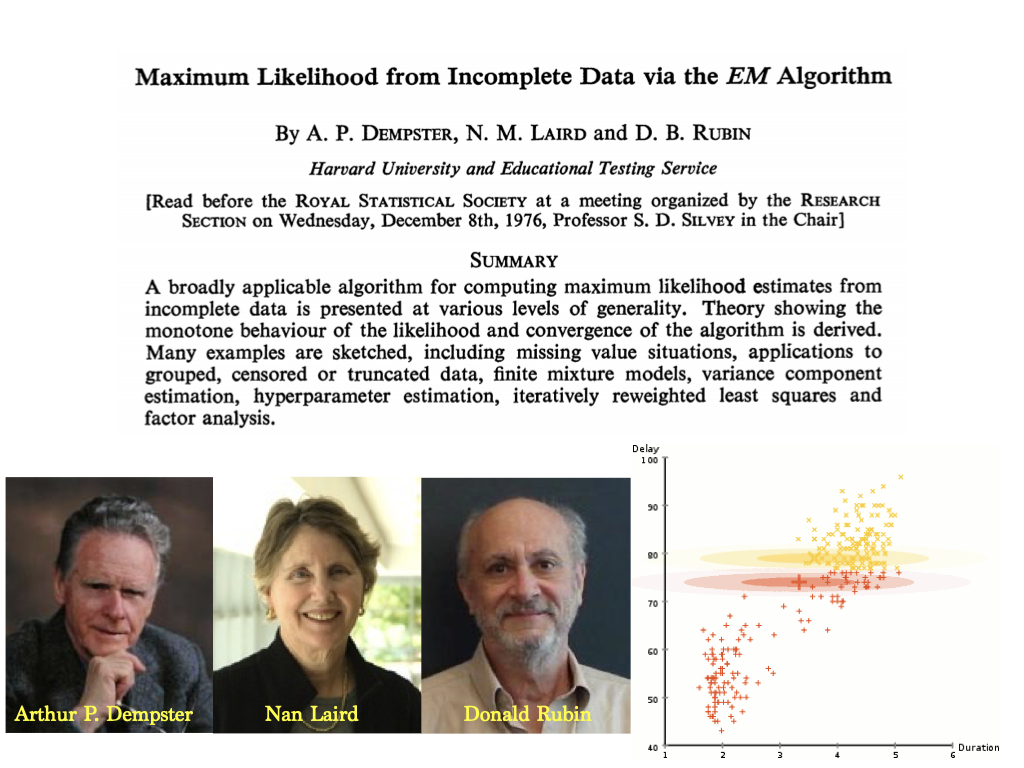 Maximum Likelihood from Incomplete Data via the EM Algorithm
By A. P. DEMPSTER, N. M. LAIRD and D. B. RUBIN
Harvard University and Educational Testing Service
[Read before the ROYAL STATISTICAL SOCIETY at a meeting organized by the RESEARCH
SECTION on Wednesday, December 8th, 1976, Professor S. D. SILVEY in the Chair]
SUMMARY
A broadly applicable algorithm for computing maximum likelihood estimates from
incomplete data is presented at various levels of generality. Theory showing the
monotone behaviour of the likelihood and convergence of the algorithm is derived.
Many examples are sketched, including missing value situations, applications to
grouped, censored or truncated data, finite mixture models, variance component
estimation, hyperparameter estimation, iteratively reweighted least squares and
factor analysis.
Arthur P. Dempster
Nan Laird
Donald Rubin
Delay
100
90
80
70
60
50
40
1 2 3 4 5 6
Duration